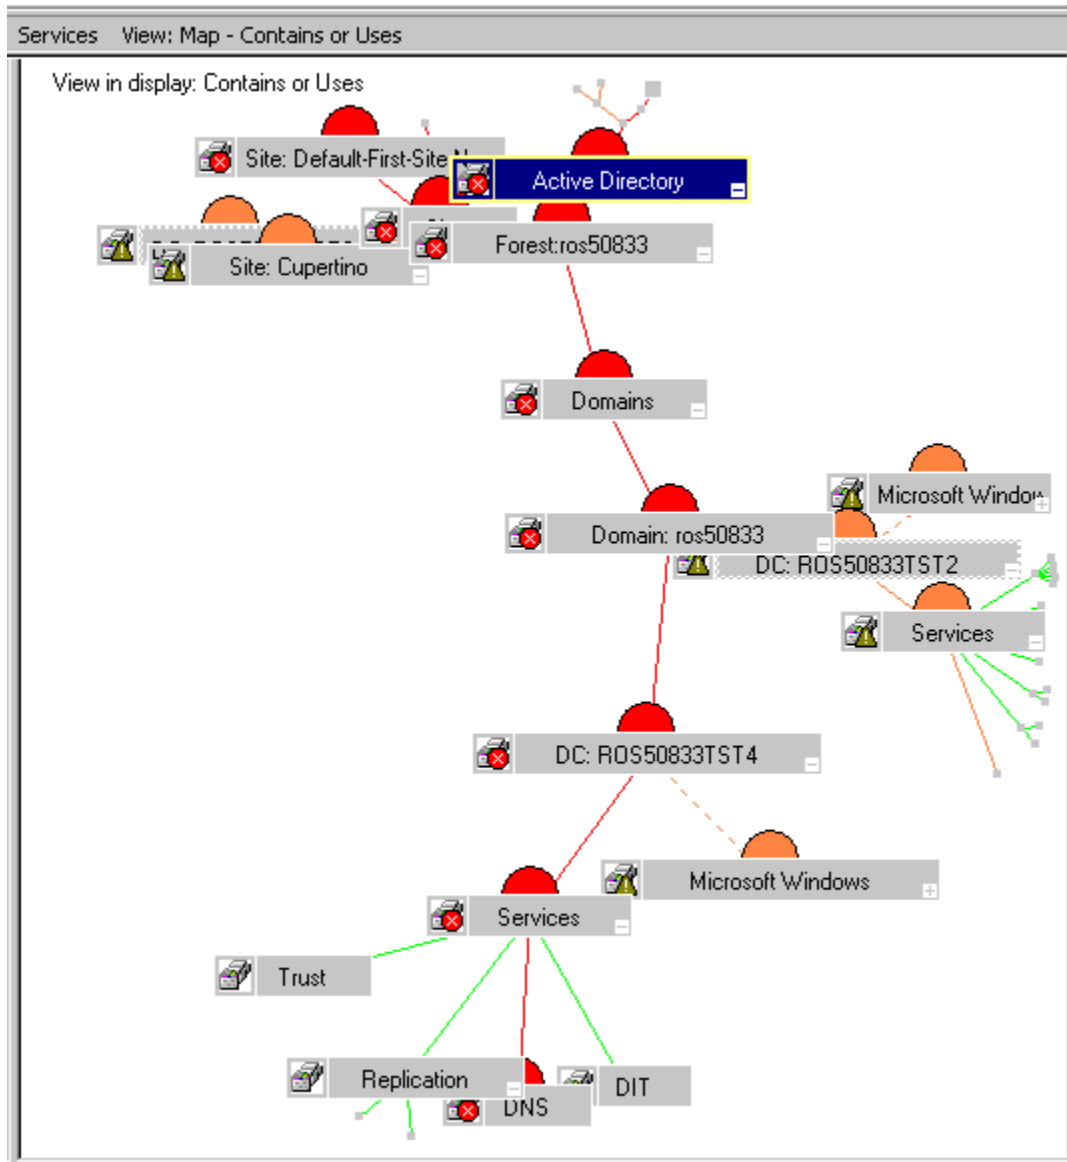 Services View: Map - Contains or Uses
View in display: Contains or Uses
Site: Default-First-Site-N
Active Directory
Forest:ros50833
Site: Cupertino
Domains
Microsoft Window
Domain: ros50833
DC: ROS50833TST2
Services
DC: ROS50833TST4
Microsoft Windows
Services
Trust
Replication
DIT
DNS